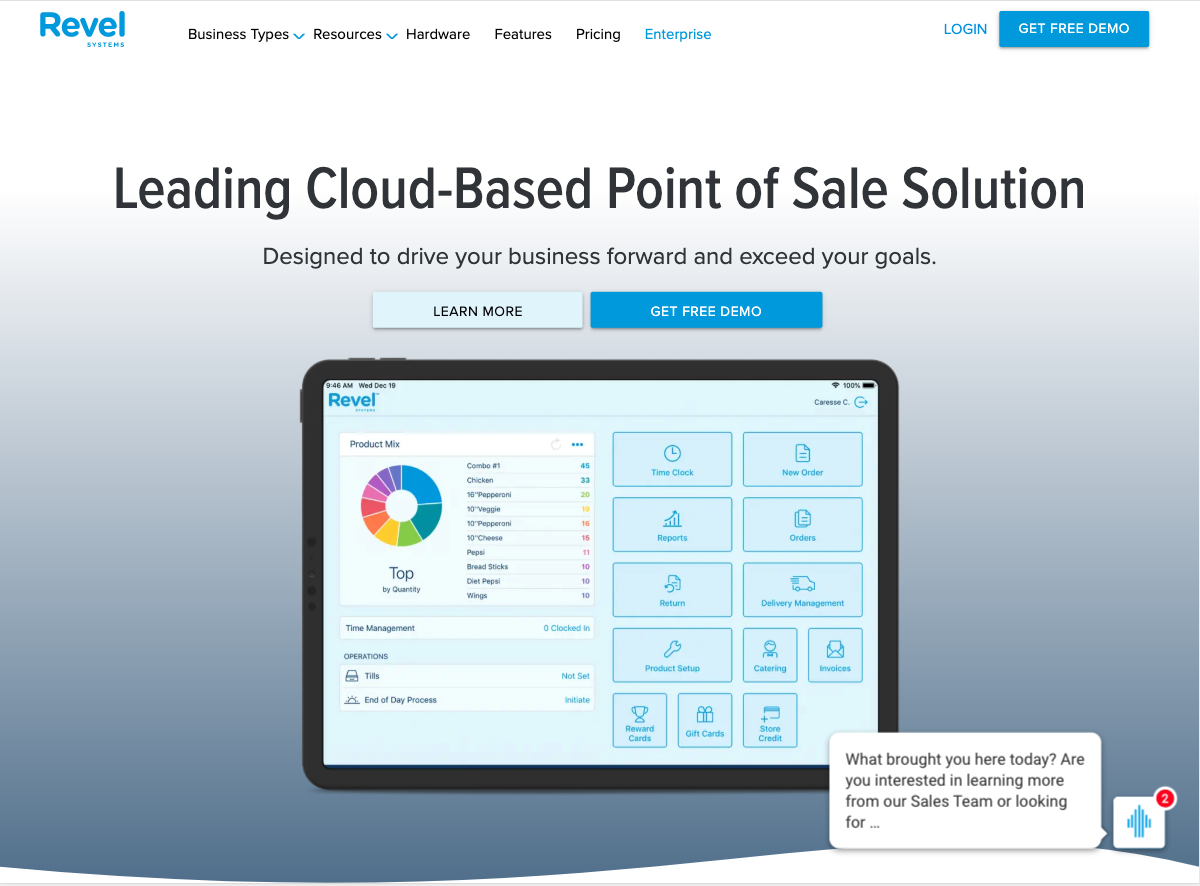 Revel
SYSTEMS
Business Types
Resources
Hardware
Features
Pricing
Enterprise
LOGIN
GET FREE DEMO
Leading Cloud-Based Point of Sale Solution
Designed to drive your business forward and exceed your goals.
LEARN MORE
GET FREE DEMO
9:46 AM Wed Dec 19
100%
Revel
SYSTEMS
Caresse C.
Product Mix
Combo #1 45
Chicken 33
16"Pepperoni 20
10"Veggie
10"Pepperoni 16
10"Cheese 15
Pepsi 11
Bread Sticks 10
Diet Pepsi 10
Wings 10
Top
by Quantity
Time Management 0 Clocked In
OPERATIONS
Tills Not Set
End of Day Process Initiate
Time Clock
New Order
Reports
Orders
Return
Delivery Management
Product Setup
Catering
Invoices
Reward
Cards
Gift Cards
Store
Credit
What brought you here today? Are
you interested in learning more
from our Sales Team or looking
for ...
2